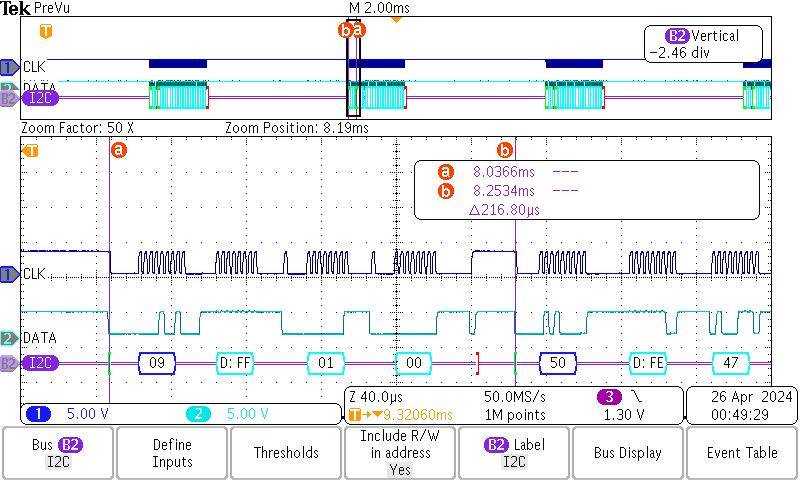 Tek PreVu M 2.00ms
T
b a
B2 Vertical
-2.46 div
1 CLK
2 DATA
B2 I2C
Zoom Factor: 50 X Zoom Position: 8.19ms
T a b
a 8.0366ms ---
b 8.2534ms ---
Δ216.80µs
1 CLK
2 DATA
B2 I2C 09 D: FF 01 00 50 D: FE 47
1 5.00 V 2 5.00 V
Z 40.0µs 50.0MS/s 3 \
T→▼9.32060ms 1M points 1.30 V
26 Apr 2024
00:49:29
Bus B2
I2C
Define
Inputs
Thresholds
Include R/W
in address
Yes
B2 Label
I2C
Bus Display
Event Table